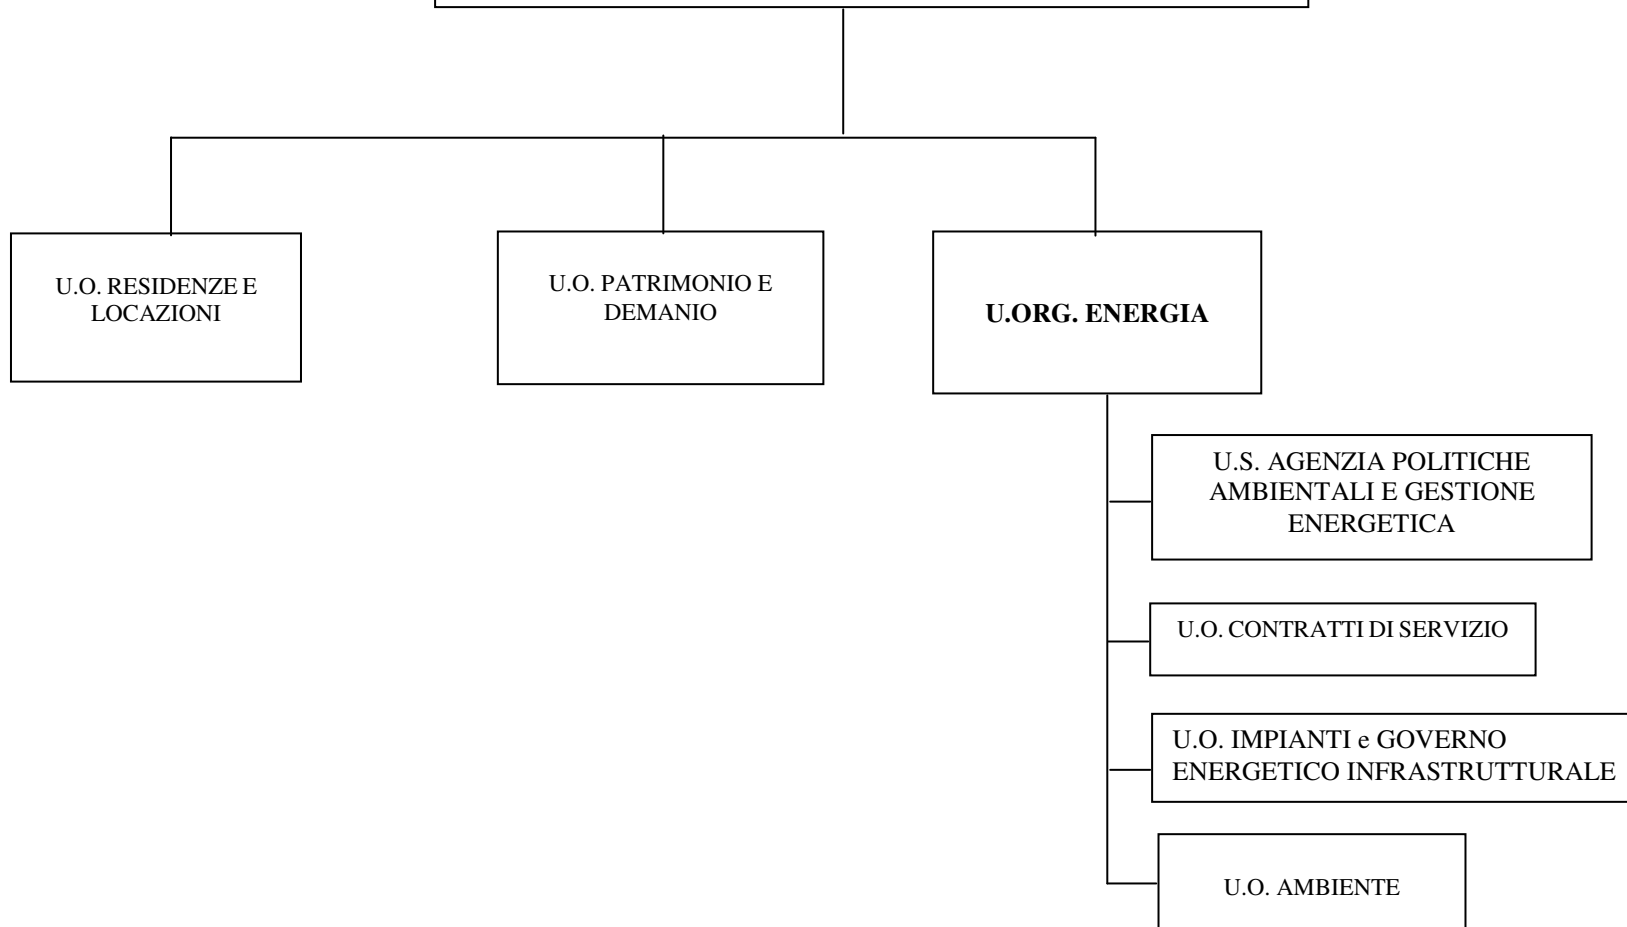 U.O. RESIDENZE E
LOCAZIONI
U.O. PATRIMONIO E
DEMANIO
U.ORG. ENERGIA
U.S. AGENZIA POLITICHE
AMBIENTALI E GESTIONE
ENERGETICA
U.O. CONTRATTI DI SERVIZIO
U.O. IMPIANTI e GOVERNO
ENERGETICO INFRASTRUTTURALE
U.O. AMBIENTE